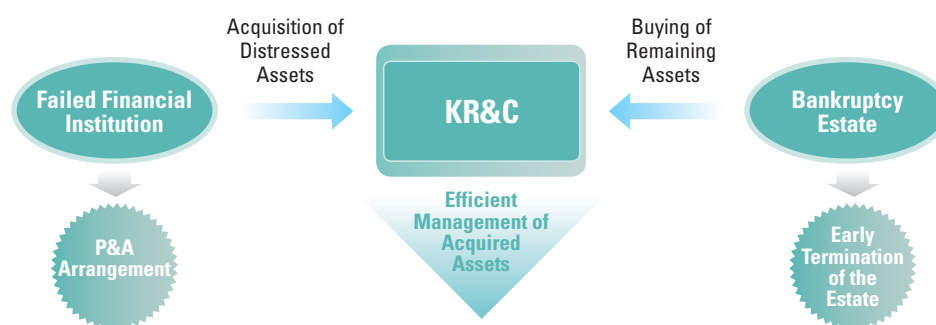 Acquisition of
Distressed
Assets
Buying of
Remaining
Assets
Failed Financial
Institution
KR&C
Bankruptcy
Estate
Efficient
Management of
Acquired
Assets
P&A
Arrangement
Early
Termination
of the
Estate